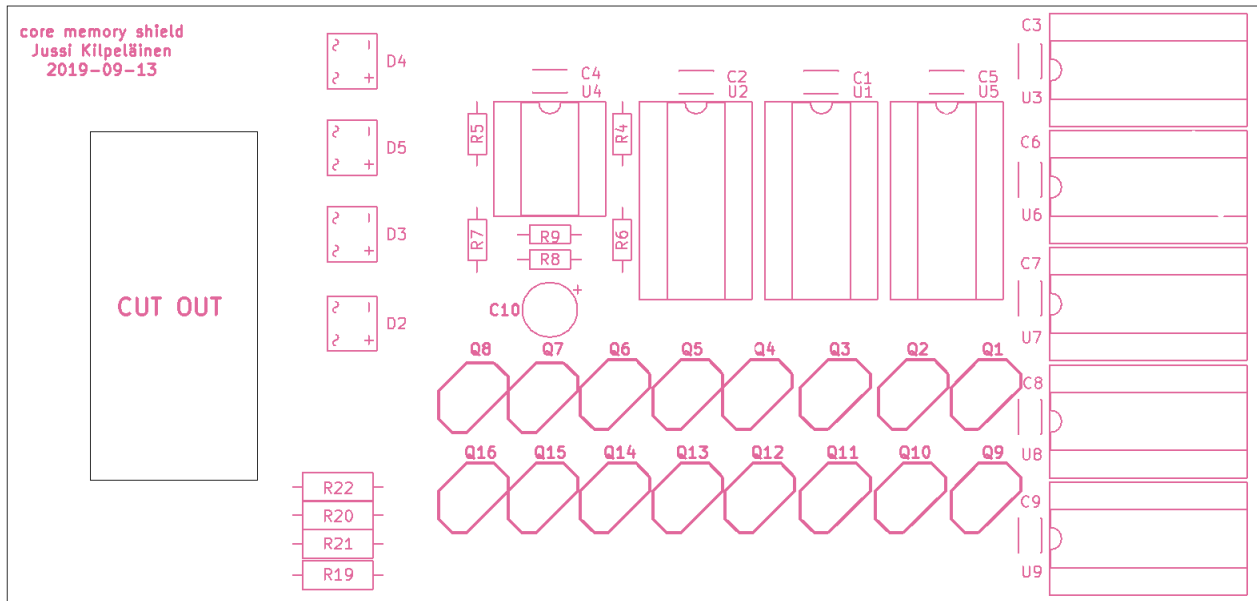 core memory shield
Jussi Kilpeläinen
2019-09-13
D4
C4
U4
C2
U2
C1
U1
C5
U5
C3
U3
R5
R4
D5
C6
U6
D3
R7
R9
R8
R6
C7
U7
CUT OUT
C10
D2
Q8
Q7
Q6
Q5
Q4
Q3
Q2
Q1
C8
U8
Q16
Q15
Q14
Q13
Q12
Q11
Q10
Q9
R22
R20
R21
R19
C9
U9